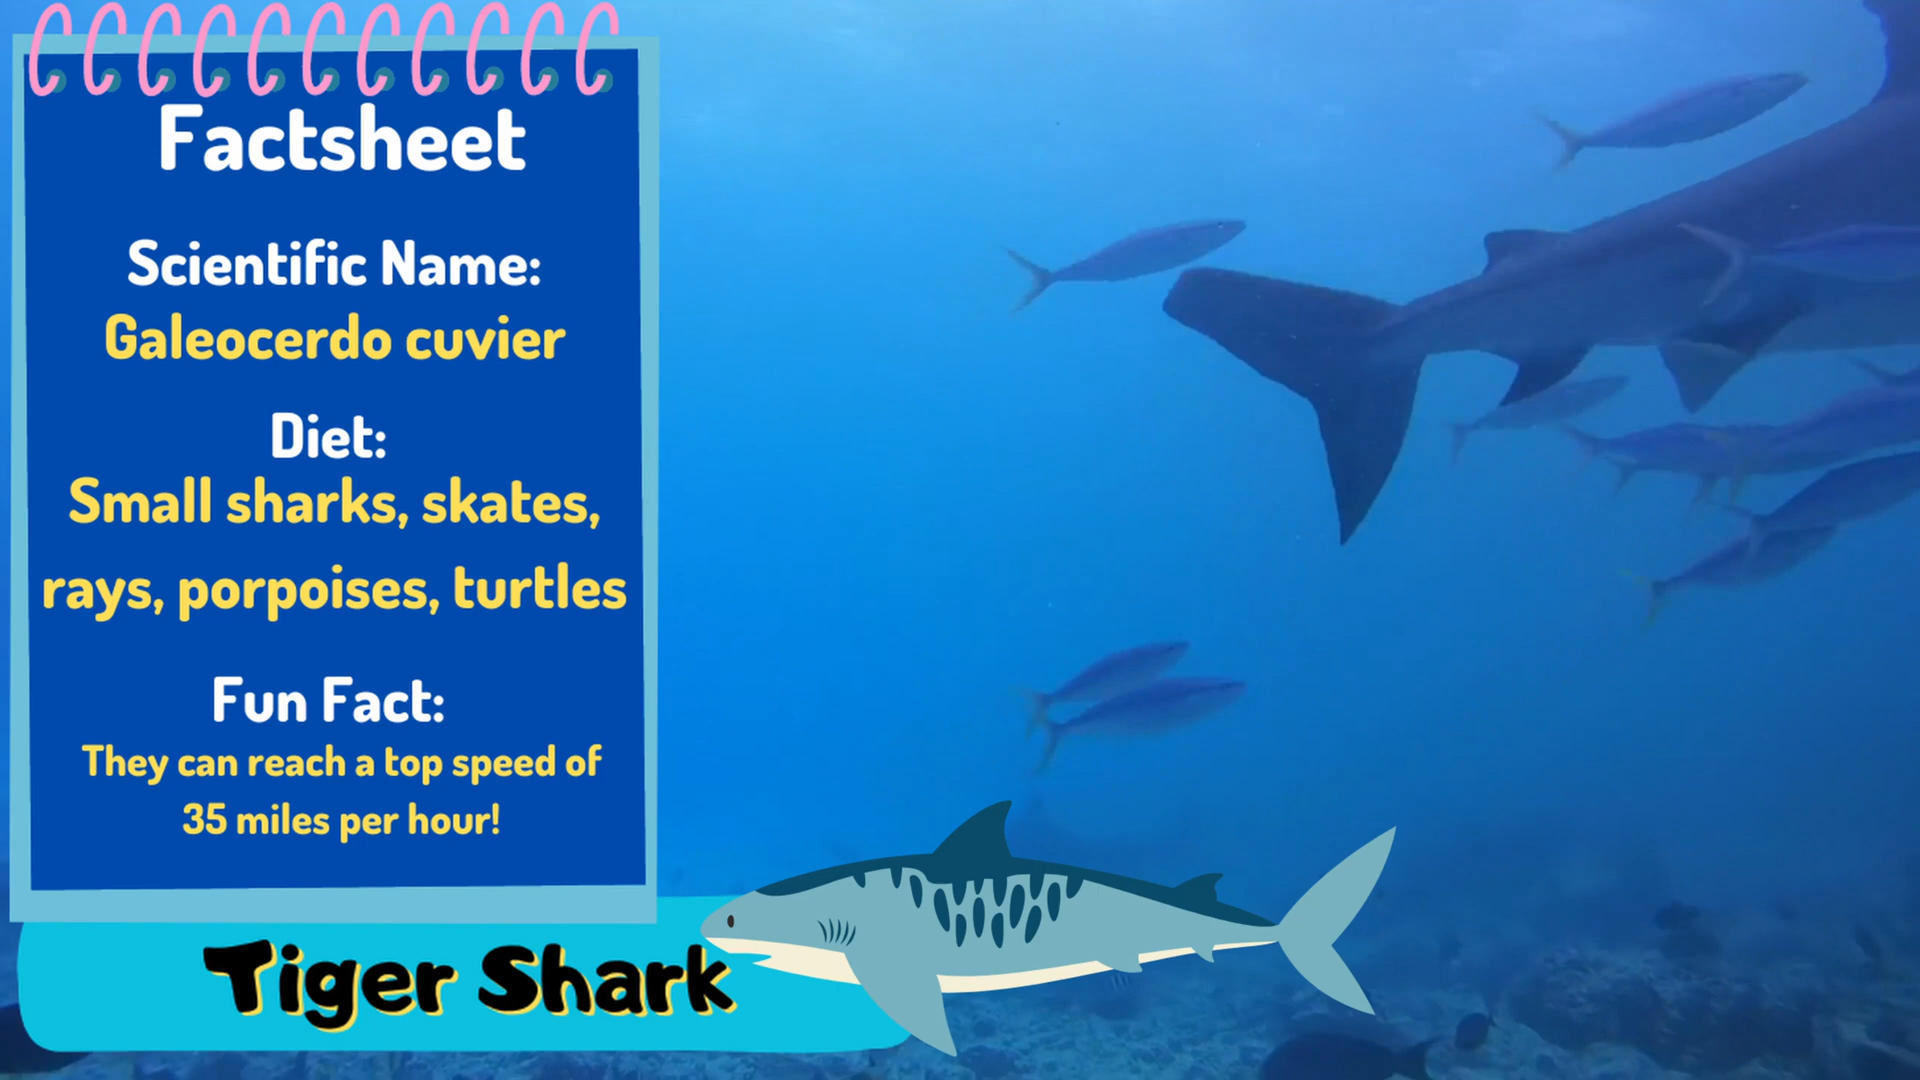 Factsheet
Scientific Name:
Galeocerdo cuvier
Diet:
Small sharks, skates,
rays, porpoises, turtles
Fun Fact:
They can reach a top speed of
35 miles per hour!
Tiger Shark